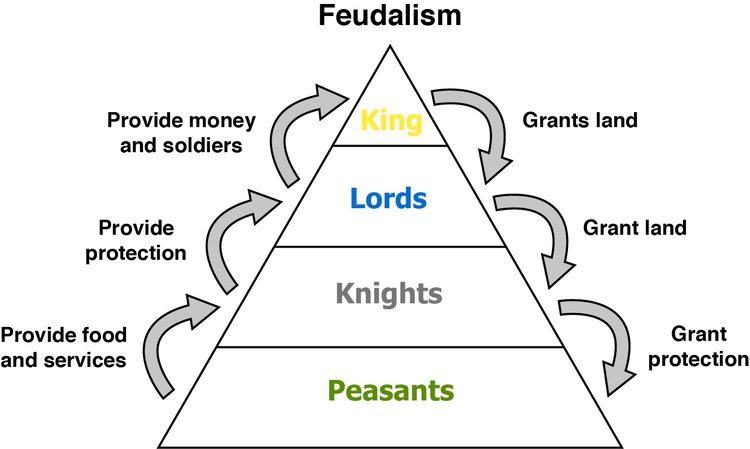 Feudalism
Provide money
and soldiers
King
Grants land
Lords
Provide
protection
Grant land
Knights
Provide food
and services
Grant
protection
Peasants